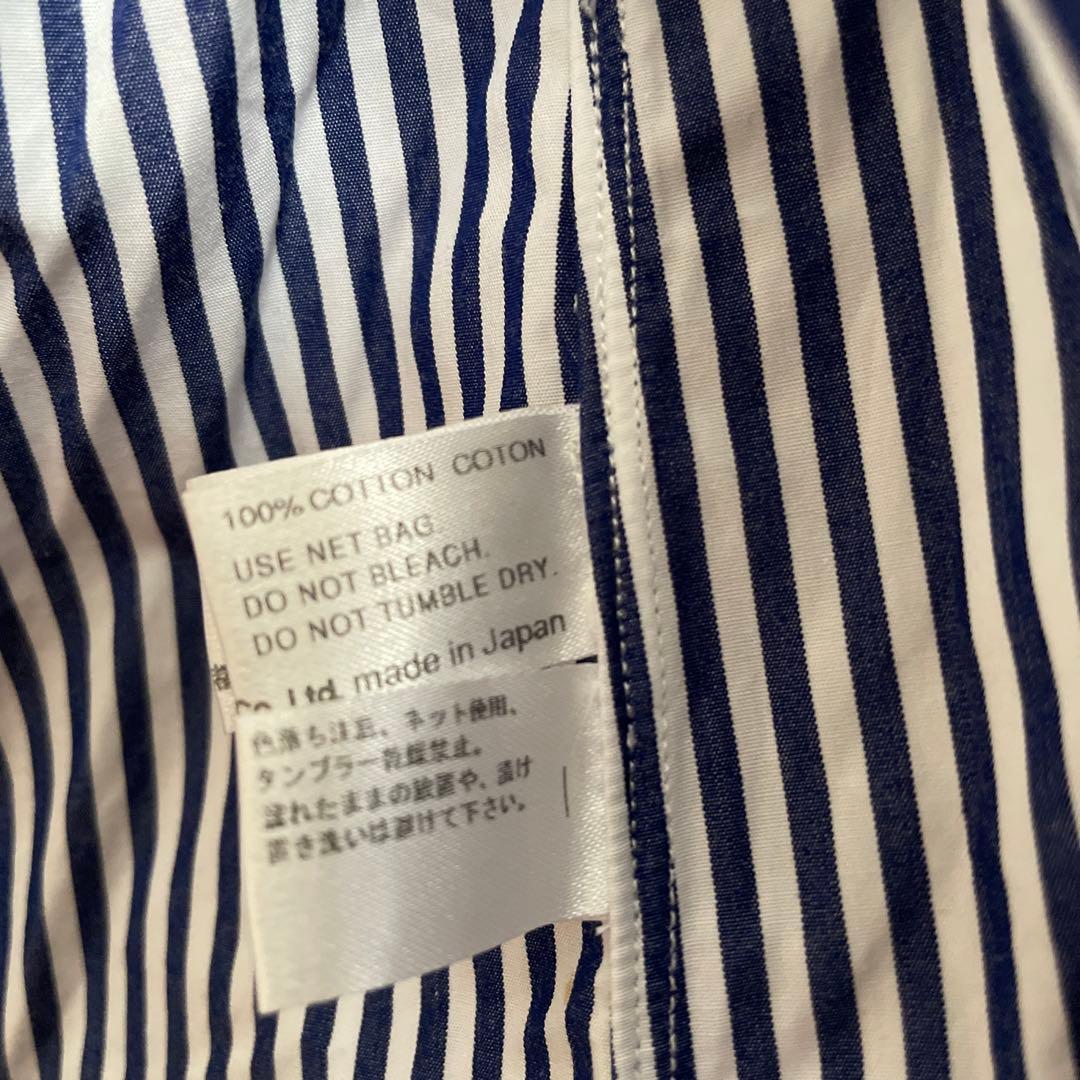 100% COTTON COTON
USE NET BAG.
DO NOT BLEACH.
DO NOT TUMBLE DRY.
Co. Ltd. made in Japan
色落ち注意、ネット使用、
タンブラー乾燥禁止。
濡れたままの放置や、漬け
置き洗いは避けて下さい。